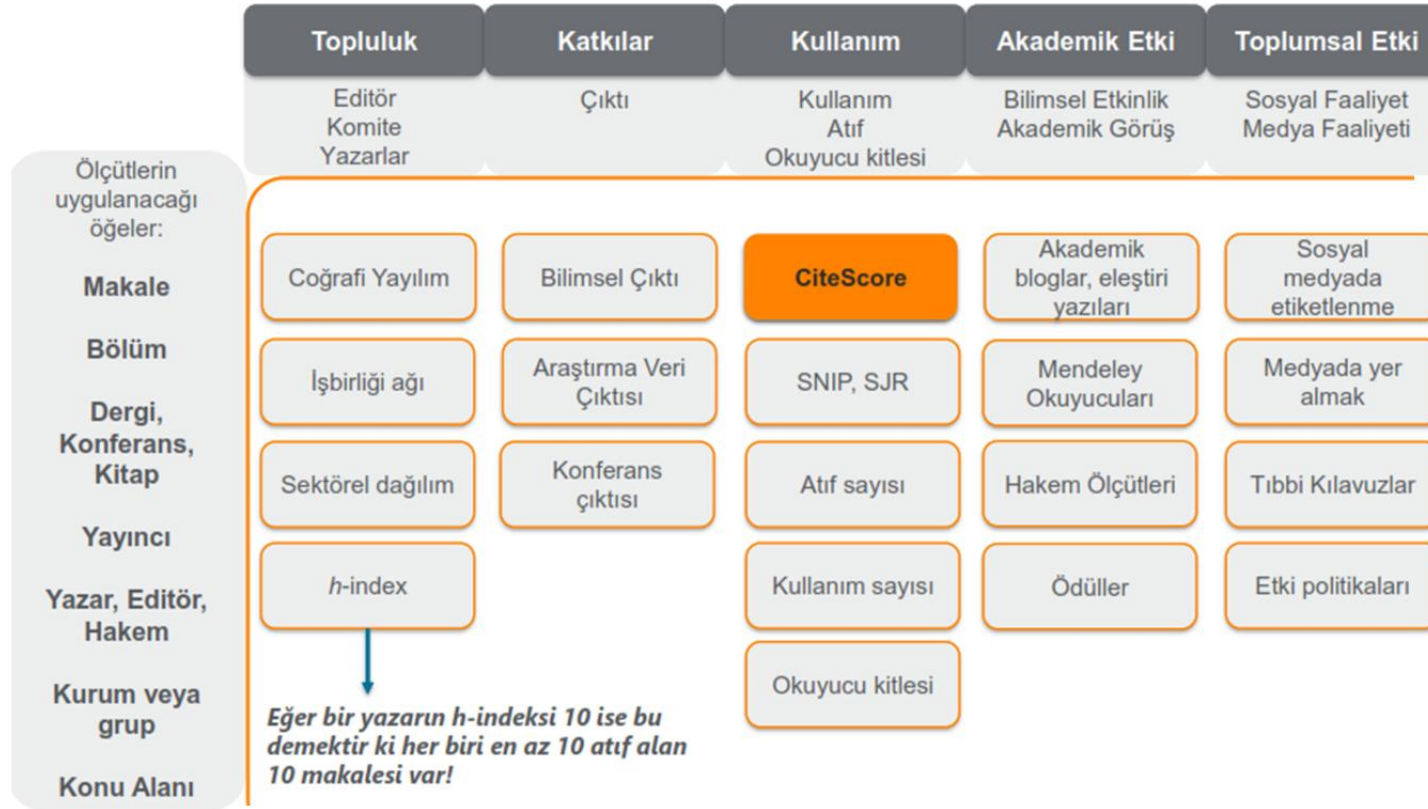 Topluluk
Katkılar
Kullanım
Akademik Etki
Toplumsal Etki
Editör
Komite
Yazarlar
Çıktı
Kullanım
Atıf
Okuyucu kitlesi
Bilimsel Etkinlik
Akademik Görüş
Sosyal Faaliyet
Medya Faaliyeti
Ölçütlerin
uygulanacağı
öğeler:
Makale
Bölüm
Dergi,
Konferans,
Kitap
Yayıncı
Yazar, Editör,
Hakem
Kurum veya
grup
Konu Alanı
Coğrafi Yayılım
Bilimsel Çıktı
CiteScore
Akademik
bloglar, eleştiri
yazıları
Sosyal
medyada
etiketlenme
İşbirliği ağı
Araştırma Veri
Çıktısı
SNIP, SJR
Mendeley
Okuyucuları
Medyada yer
almak
Sektörel dağılım
Konferans
çıktısı
Atıf sayısı
Hakem Ölçütleri
Tıbbi Kılavuzlar
h-index
Kullanım sayısı
Ödüller
Etki politikaları
Okuyucu kitlesi
Eğer bir yazarın h-indeksi 10 ise bu
demektir ki her biri en az 10 atıf alan
10 makalesi var!